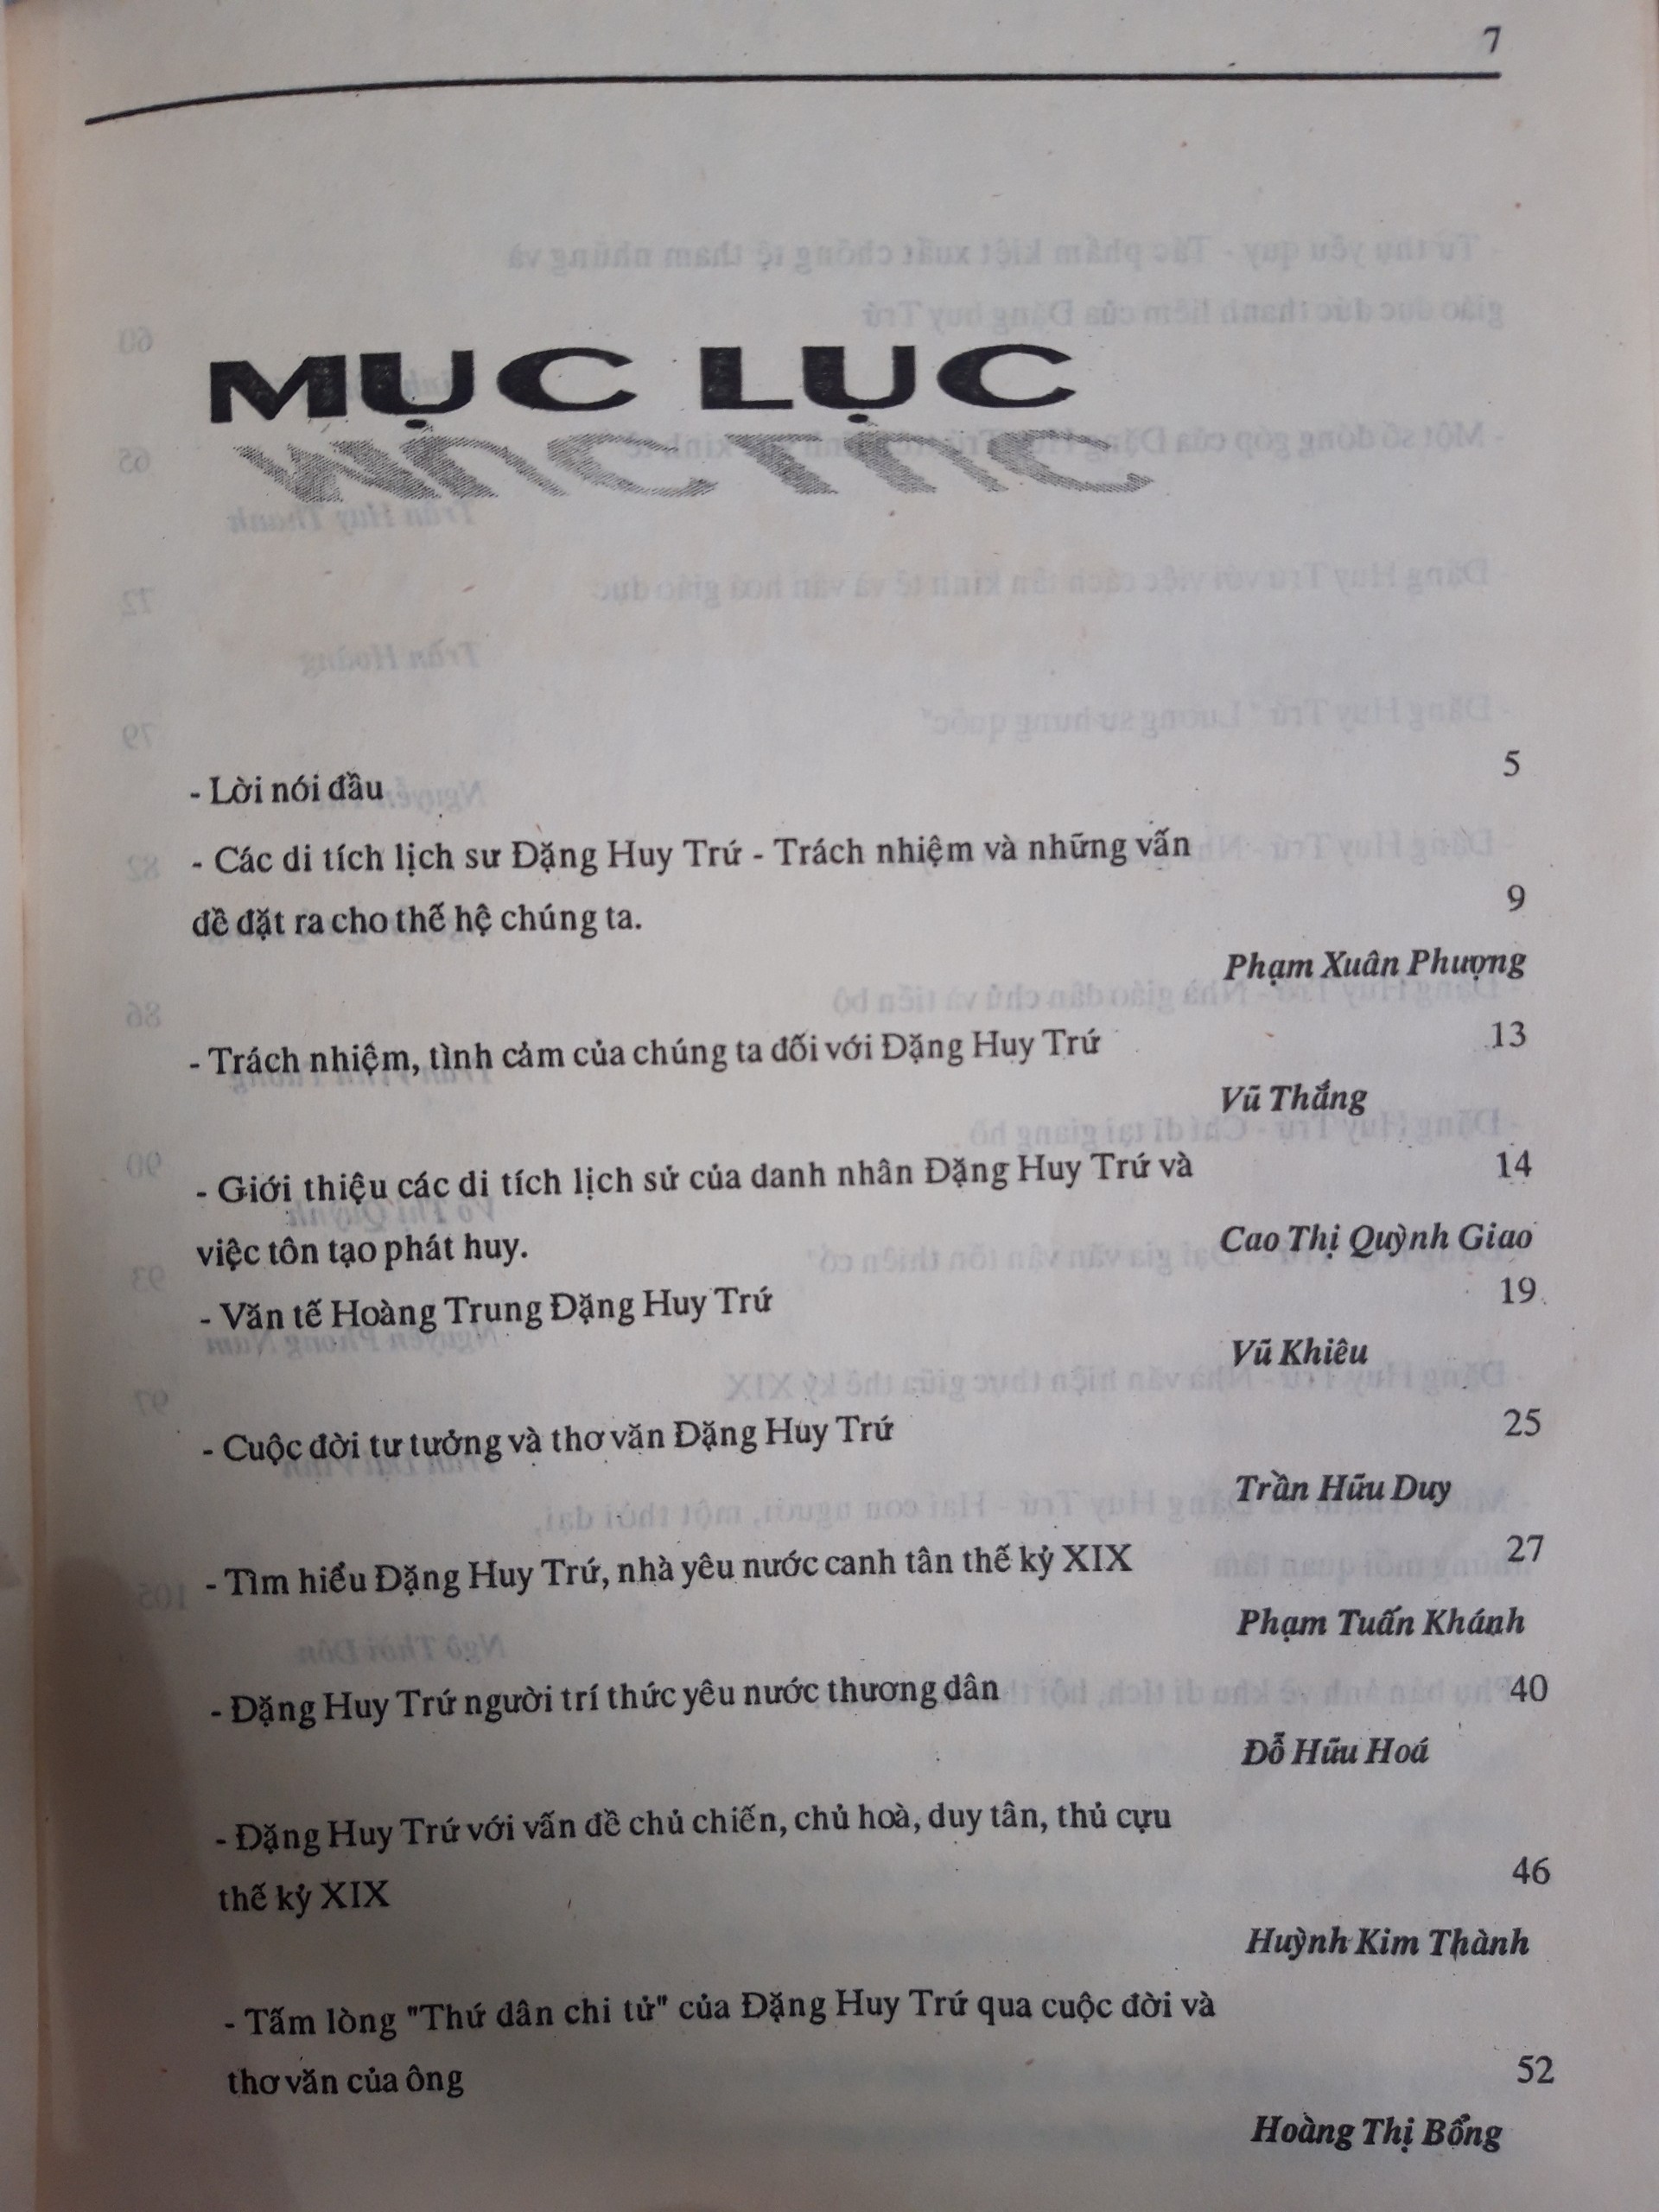 7
MỤC LỤC
- Lời nói đầu 5
- Các di tích lịch sư Đặng Huy Trứ - Trách nhiệm và những vấn
đề đặt ra cho thế hệ chúng ta. 9
Phạm Xuân Phượng
- Trách nhiệm, tình cảm của chúng ta đối với Đặng Huy Trứ 13
Vũ Thắng
- Giới thiệu các di tích lịch sử của danh nhân Đặng Huy Trứ và 14
việc tôn tạo phát huy. Cao Thị Quỳnh Giao
- Văn tế Hoàng Trung Đặng Huy Trứ 19
Vũ Khiêu
- Cuộc đời tư tưởng và thơ văn Đặng Huy Trứ 25
Trần Hữu Duy
- Tìm hiểu Đặng Huy Trứ, nhà yêu nước canh tân thế kỷ XIX 27
Phạm Tuấn Khánh
- Đặng Huy Trứ người trí thức yêu nước thương dân 40
Đỗ Hữu Hoá
- Đặng Huy Trứ với vấn đề chủ chiến, chủ hoà, duy tân, thủ cựu
thế kỷ XIX 46
Huỳnh Kim Thành
- Tấm lòng "Thứ dân chi tử" của Đặng Huy Trứ qua cuộc đời và
thơ văn của ông 52
Hoàng Thị Bổng